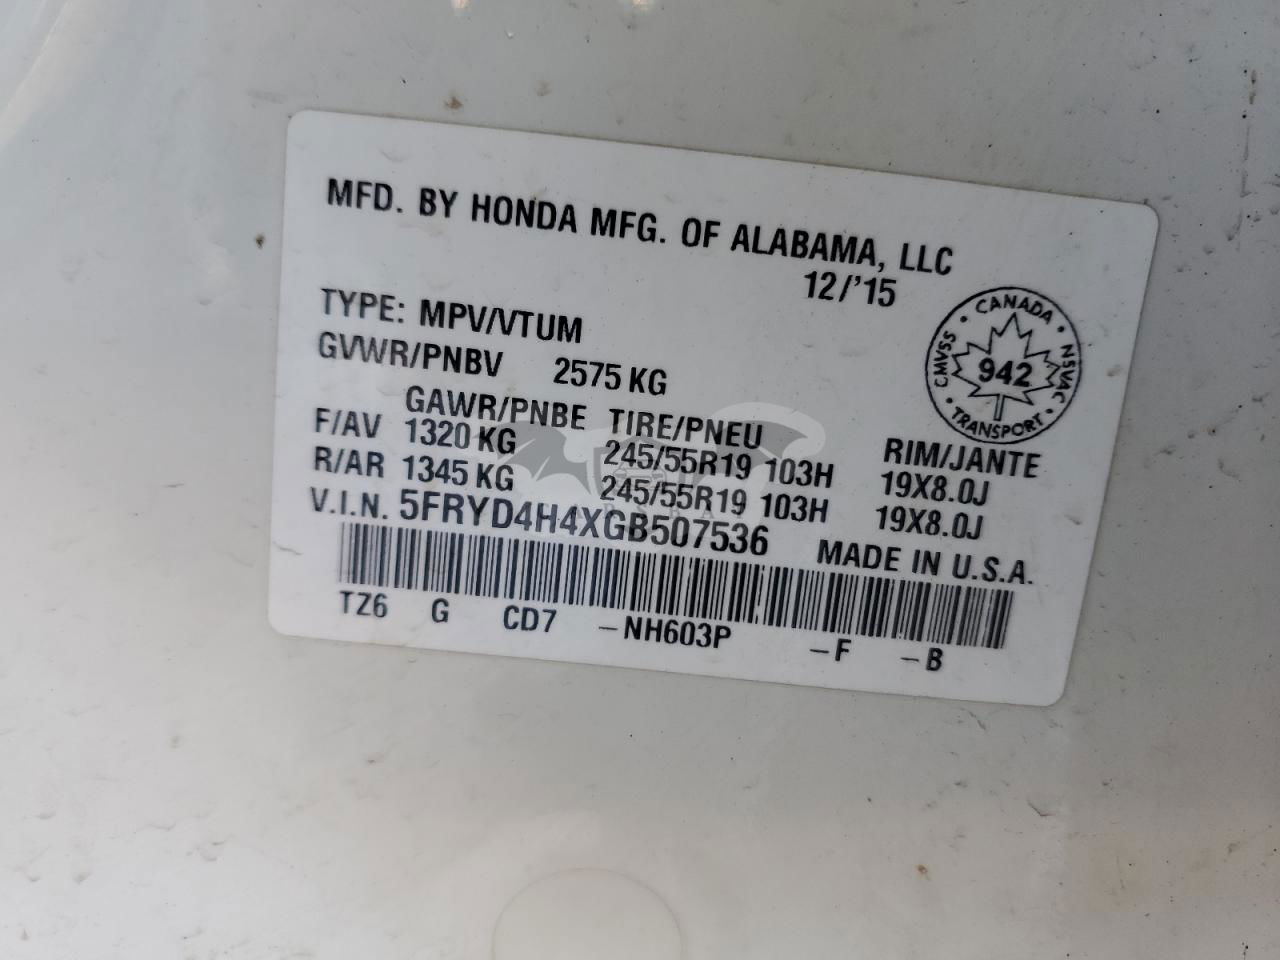 MFD. BY HONDA MFG. OF ALABAMA, LLC
12/'15
TYPE: MPV/VTUM
GVWR/PNBV 2575 KG
GAWR/PNBE TIRE/PNEU RIM/JANTE
F/AV 1320 KG 245/55R19 103H 19X8.0J
R/AR 1345 KG 245/55R19 103H 19X8.0J
V.I.N. 5FRYD4H4XGB507536 MADE IN U.S.A.
TZ6 G CD7 –NH603P –F –B
CANADA
CMVSS 942 NSVAC
TRANSPORT